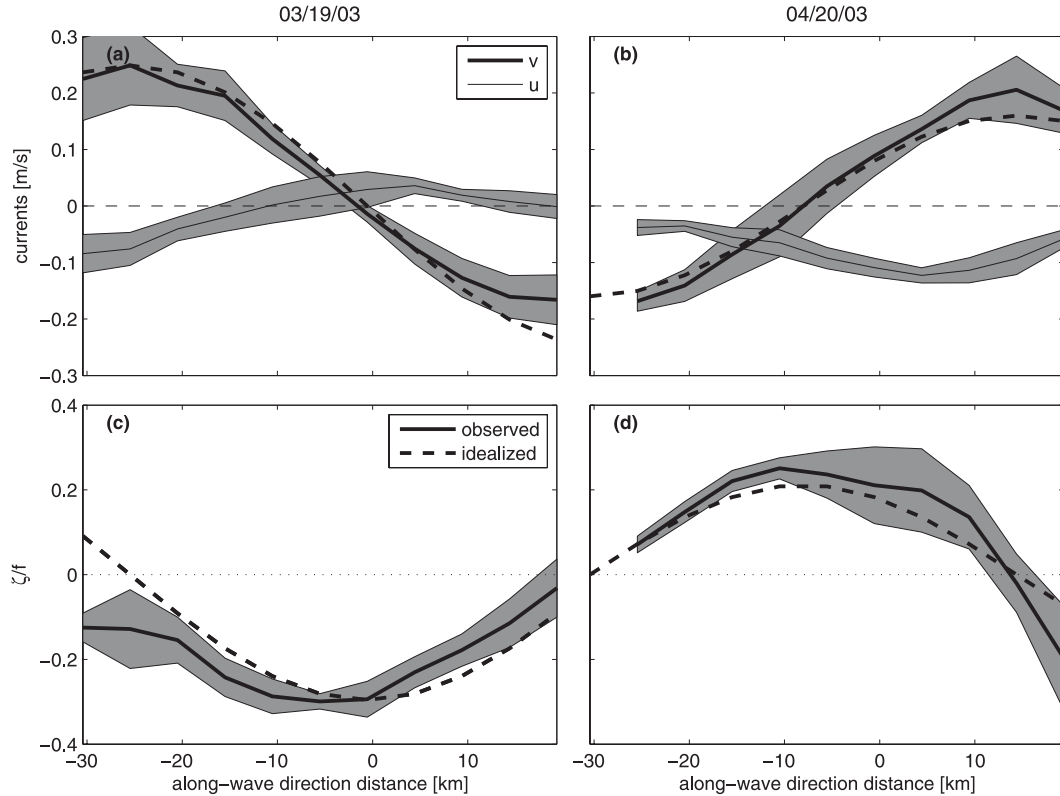 03/19/03 04/20/03
0.3
0.2
0.1
0
−0.1
−0.2
−0.3
currents [m/s]
(a)
v
u
(b)
0.4
0.2
0
−0.2
−0.4
ζ/f
(c)
observed
idealized
(d)
−30 −20 −10 0 10
along−wave direction distance [km]
−30 −20 −10 0 10
along−wave direction distance [km]